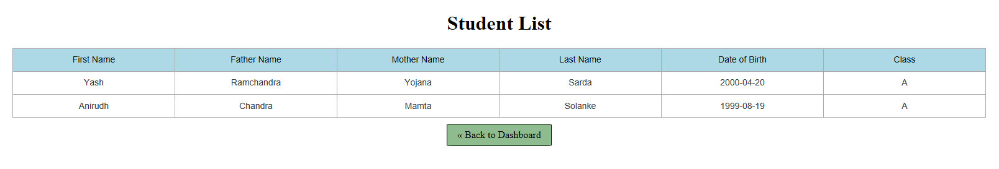 Student List
First Name Father Name Mother Name Last Name Date of Birth Class
Yash Ramchandra Yojana Sarda 2000-04-20 A
Anirudh Chandra Mamta Solanke 1999-08-19 A
« Back to Dashboard